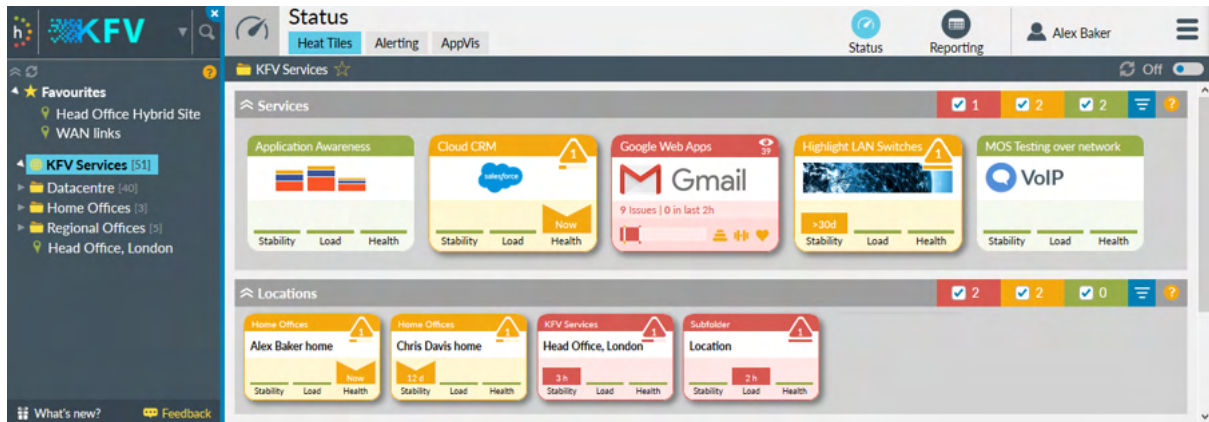 KFV
Status
Heat Tiles Alerting AppVis
Status
Reporting
Alex Baker
KFV Services
Off
Favourites
Head Office Hybrid Site
WAN links
KFV Services [51]
Datacentre [40]
Home Offices [3]
Regional Offices [5]
Head Office, London
What's new?
Feedback
Services
1 2 2
Application Awareness
Stability Load Health
Cloud CRM
1
salesforce
Now
Stability Load Health
Google Web Apps
39
Gmail
9 Issues | 0 in last 2h
Highlight LAN Switches
1
>30d
Stability Load Health
MOS Testing over network
VoIP
Stability Load Health
Locations
2 2 0
Home Offices
1
Alex Baker home
Now
Stability Load Health
Home Offices
1
Chris Davis home
12 d
Stability Load Health
KFV Services
1
Head Office, London
3 h
Stability Load Health
Subfolder
1
Location
2 h
Stability Load Health